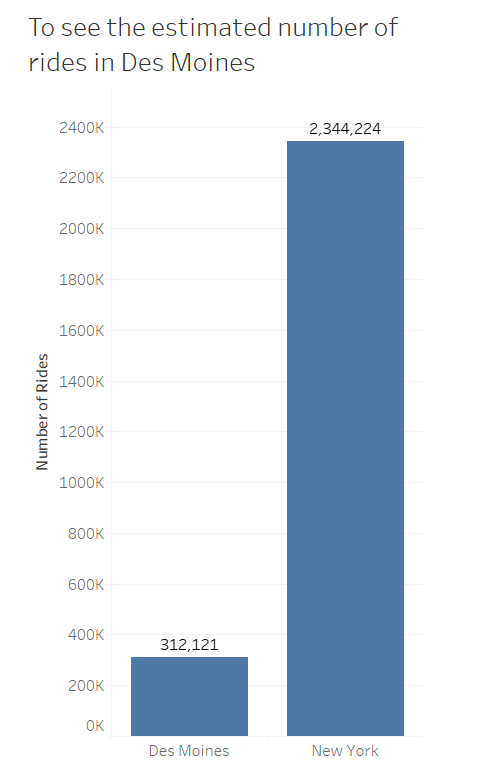 To see the estimated number of
rides in Des Moines
2400K
2200K
2000K
1800K
1600K
1400K
1200K
1000K
800K
600K
400K
200K
0K
Number of Rides
312,121
2,344,224
Des Moines
New York